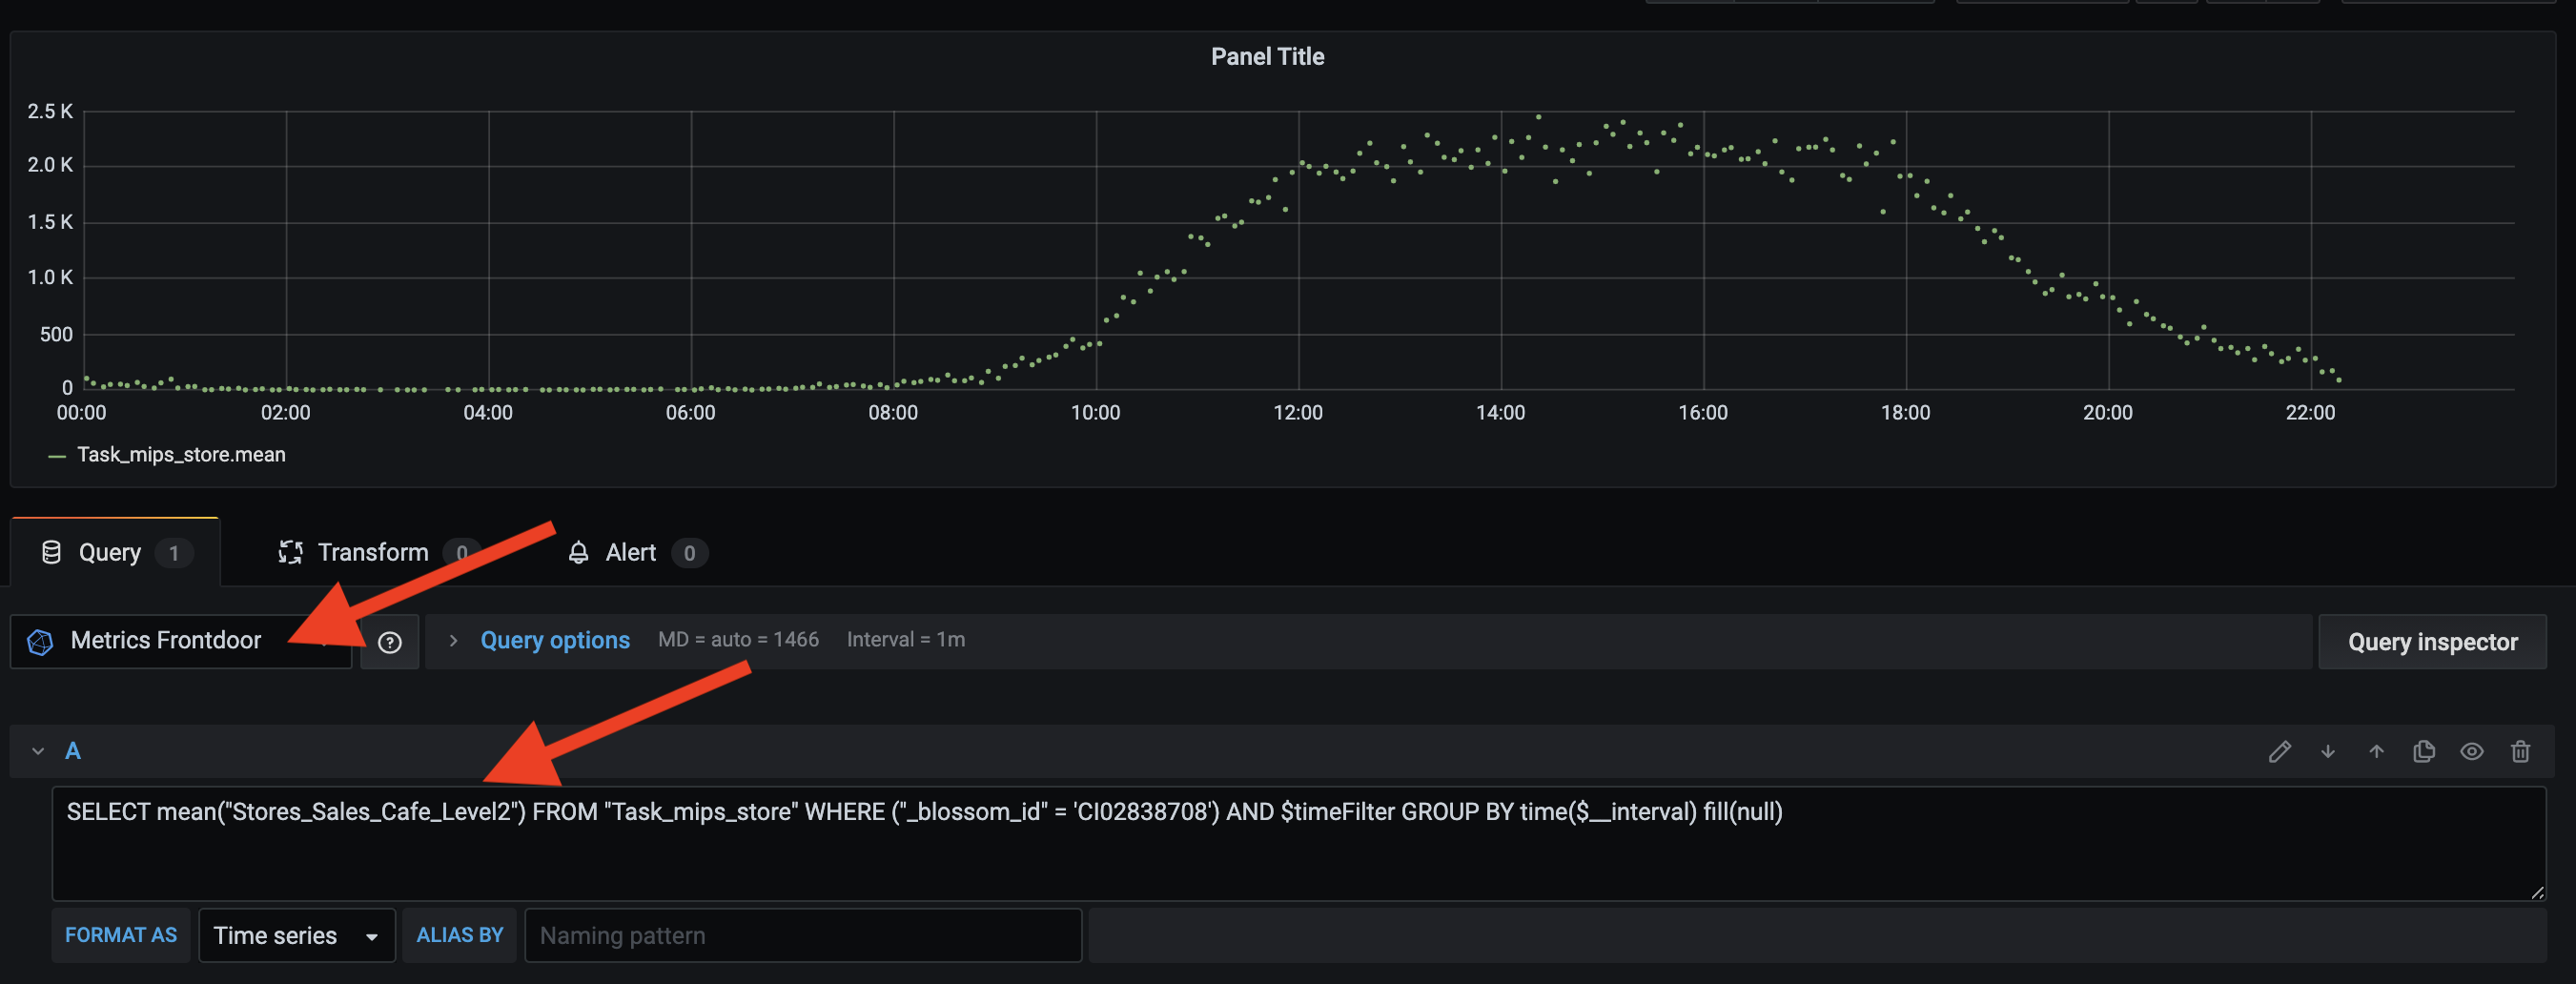 Panel Title
2.5 K
2.0 K
1.5 K
1.0 K
500
0
00:00 02:00 04:00 06:00 08:00 10:00 12:00 14:00 16:00 18:00 20:00 22:00
Task_mips_store.mean
Query 1 Transform 0 Alert 0
Metrics Frontdoor ? > Query options MD = auto = 1466 Interval = 1m Query inspector
A
SELECT mean("Stores_Sales_Cafe_Level2") FROM "Task_mips_store" WHERE ("_blossom_id" = 'CI02838708') AND $timeFilter GROUP BY time($__interval) fill(null)
FORMAT AS Time series ALIAS BY Naming pattern